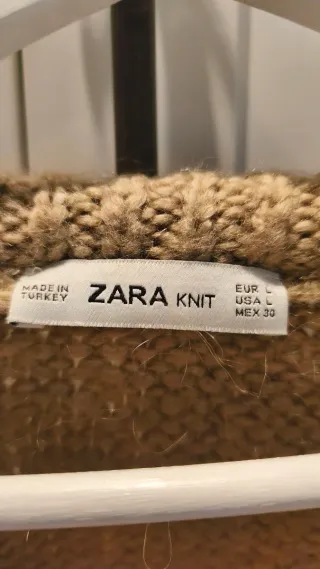 MADE IN
TURKEY
ZARA KNIT
EUR L
USA L
MEX 30